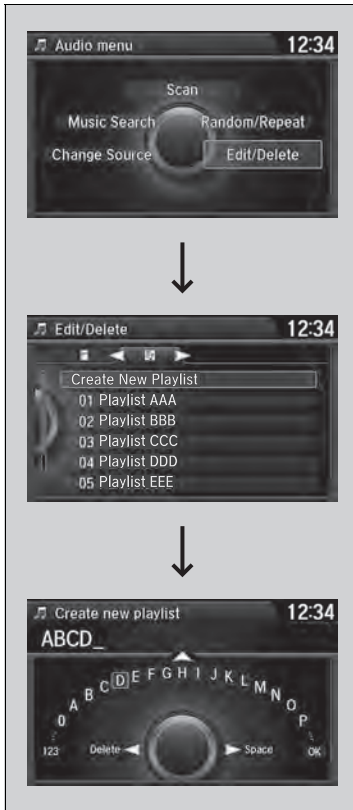 Audio menu 12:34
Scan
Music Search Random/Repeat
Change Source Edit/Delete
Edit/Delete 12:34
Create New Playlist
01 Playlist AAA
02 Playlist BBB
03 Playlist CCC
04 Playlist DDD
05 Playlist EEE
Create new playlist 12:34
ABCD_
0 A B C D E F G H I J K L M N O P
123 Delete Space OK